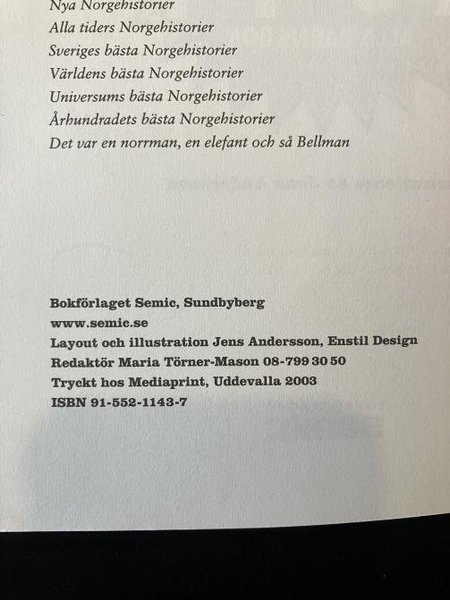 Nya Norgehistorier
Alla tiders Norgehistorier
Sveriges bästa Norgehistorier
Världens bästa Norgehistorier
Universums bästa Norgehistorier
Århundradets bästa Norgehistorier
Det var en norrman, en elefant och så Bellman
Bokförlaget Semic, Sundbyberg
www.semic.se
Layout och illustration Jens Andersson, Enstil Design
Redaktör Maria Törner-Mason 08-799 30 50
Tryckt hos Mediaprint, Uddevalla 2003
ISBN 91-552-1143-7